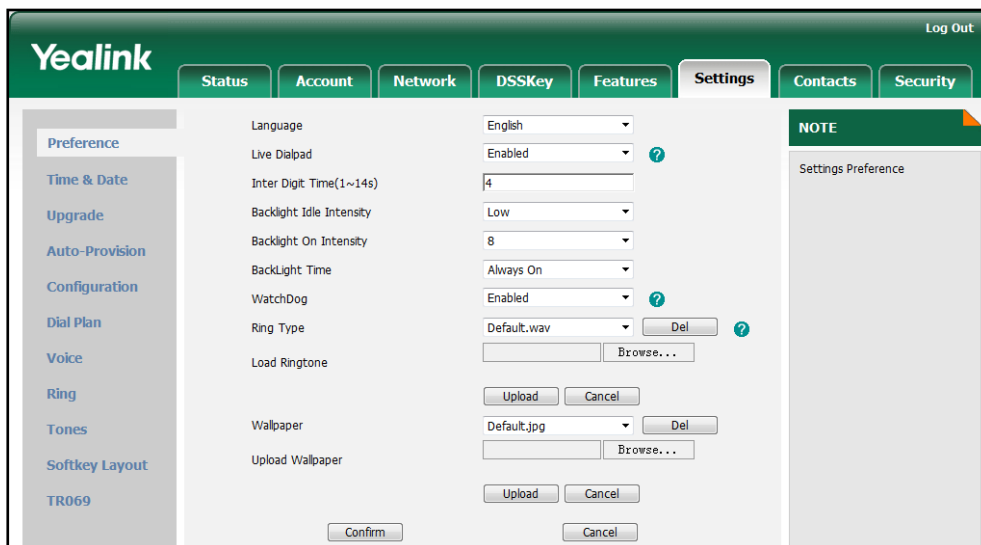 Log Out
Yealink
Status Account Network DSSKey Features Settings Contacts Security
Preference
Time & Date
Upgrade
Auto-Provision
Configuration
Dial Plan
Voice
Ring
Tones
Softkey Layout
TR069
Language English
Live Dialpad Enabled ?
Inter Digit Time(1~14s) 4
Backlight Idle Intensity Low
Backlight On Intensity 8
BackLight Time Always On
WatchDog Enabled ?
Ring Type Default.wav Del ?
Load Ringtone Browse...
Upload Cancel
Wallpaper Default.jpg Del
Upload Wallpaper Browse...
Upload Cancel
Confirm Cancel
NOTE
Settings Preference